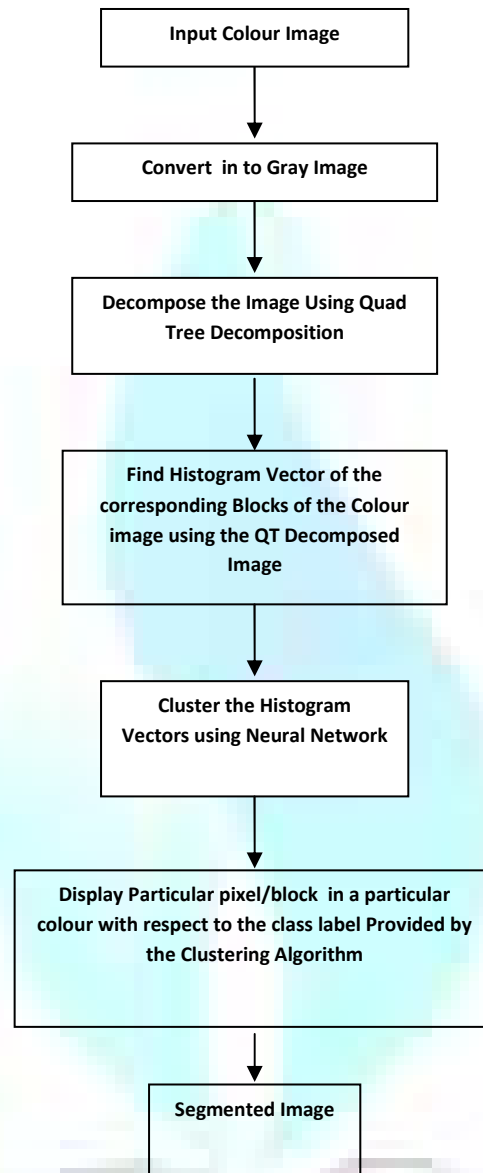 Input Colour Image
Convert in to Gray Image
Decompose the Image Using Quad
Tree Decomposition
Find Histogram Vector of the
corresponding Blocks of the Colour
image using the QT Decomposed
Image
Cluster the Histogram
Vectors using Neural Network
Display Particular pixel/block in a particular
colour with respect to the class label Provided by
the Clustering Algorithm
Segmented Image